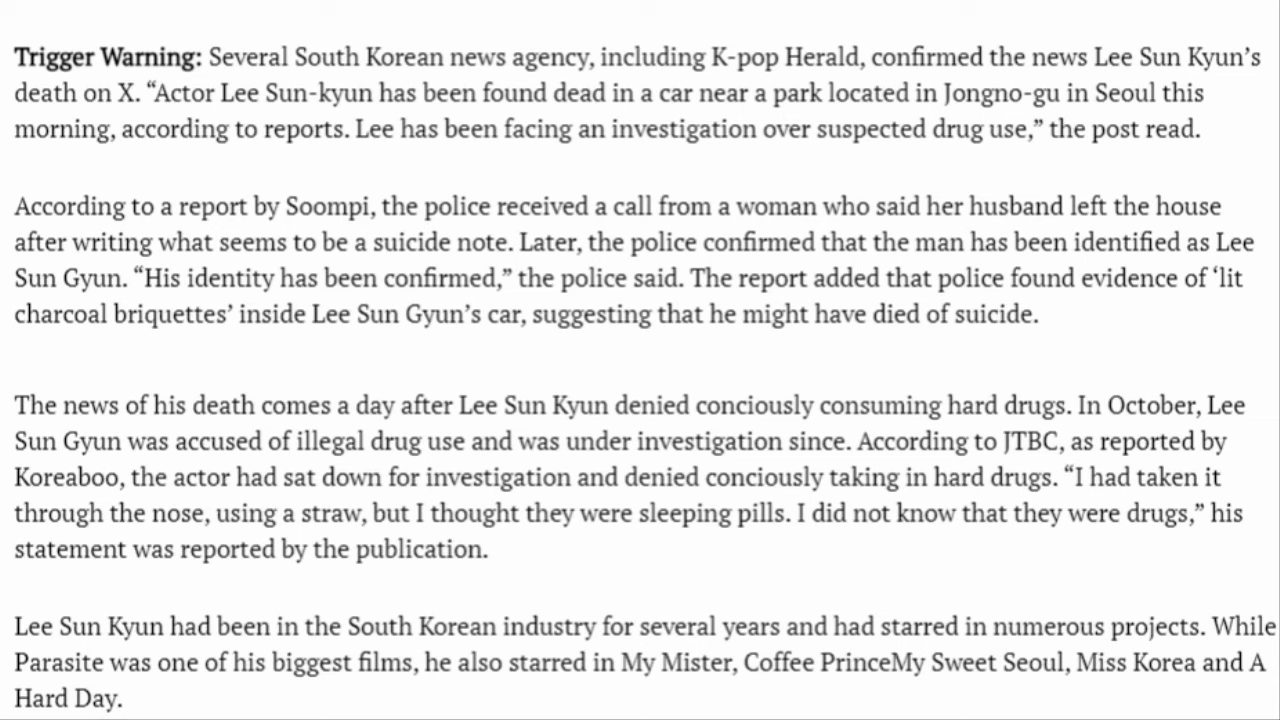 Trigger Warning: Several South Korean news agency, including K-pop Herald, confirmed the news Lee Sun Kyun’s
death on X. “Actor Lee Sun-kyun has been found dead in a car near a park located in Jongno-gu in Seoul this
morning, according to reports. Lee has been facing an investigation over suspected drug use,” the post read.
According to a report by Soompi, the police received a call from a woman who said her husband left the house
after writing what seems to be a suicide note. Later, the police confirmed that the man has been identified as Lee
Sun Gyun. “His identity has been confirmed,” the police said. The report added that police found evidence of ‘lit
charcoal briquettes’ inside Lee Sun Gyun’s car, suggesting that he might have died of suicide.
The news of his death comes a day after Lee Sun Kyun denied conciously consuming hard drugs. In October, Lee
Sun Gyun was accused of illegal drug use and was under investigation since. According to JTBC, as reported by
Koreaboo, the actor had sat down for investigation and denied conciously taking in hard drugs. “I had taken it
through the nose, using a straw, but I thought they were sleeping pills. I did not know that they were drugs,” his
statement was reported by the publication.
Lee Sun Kyun had been in the South Korean industry for several years and had starred in numerous projects. While
Parasite was one of his biggest films, he also starred in My Mister, Coffee PrinceMy Sweet Seoul, Miss Korea and A
Hard Day.